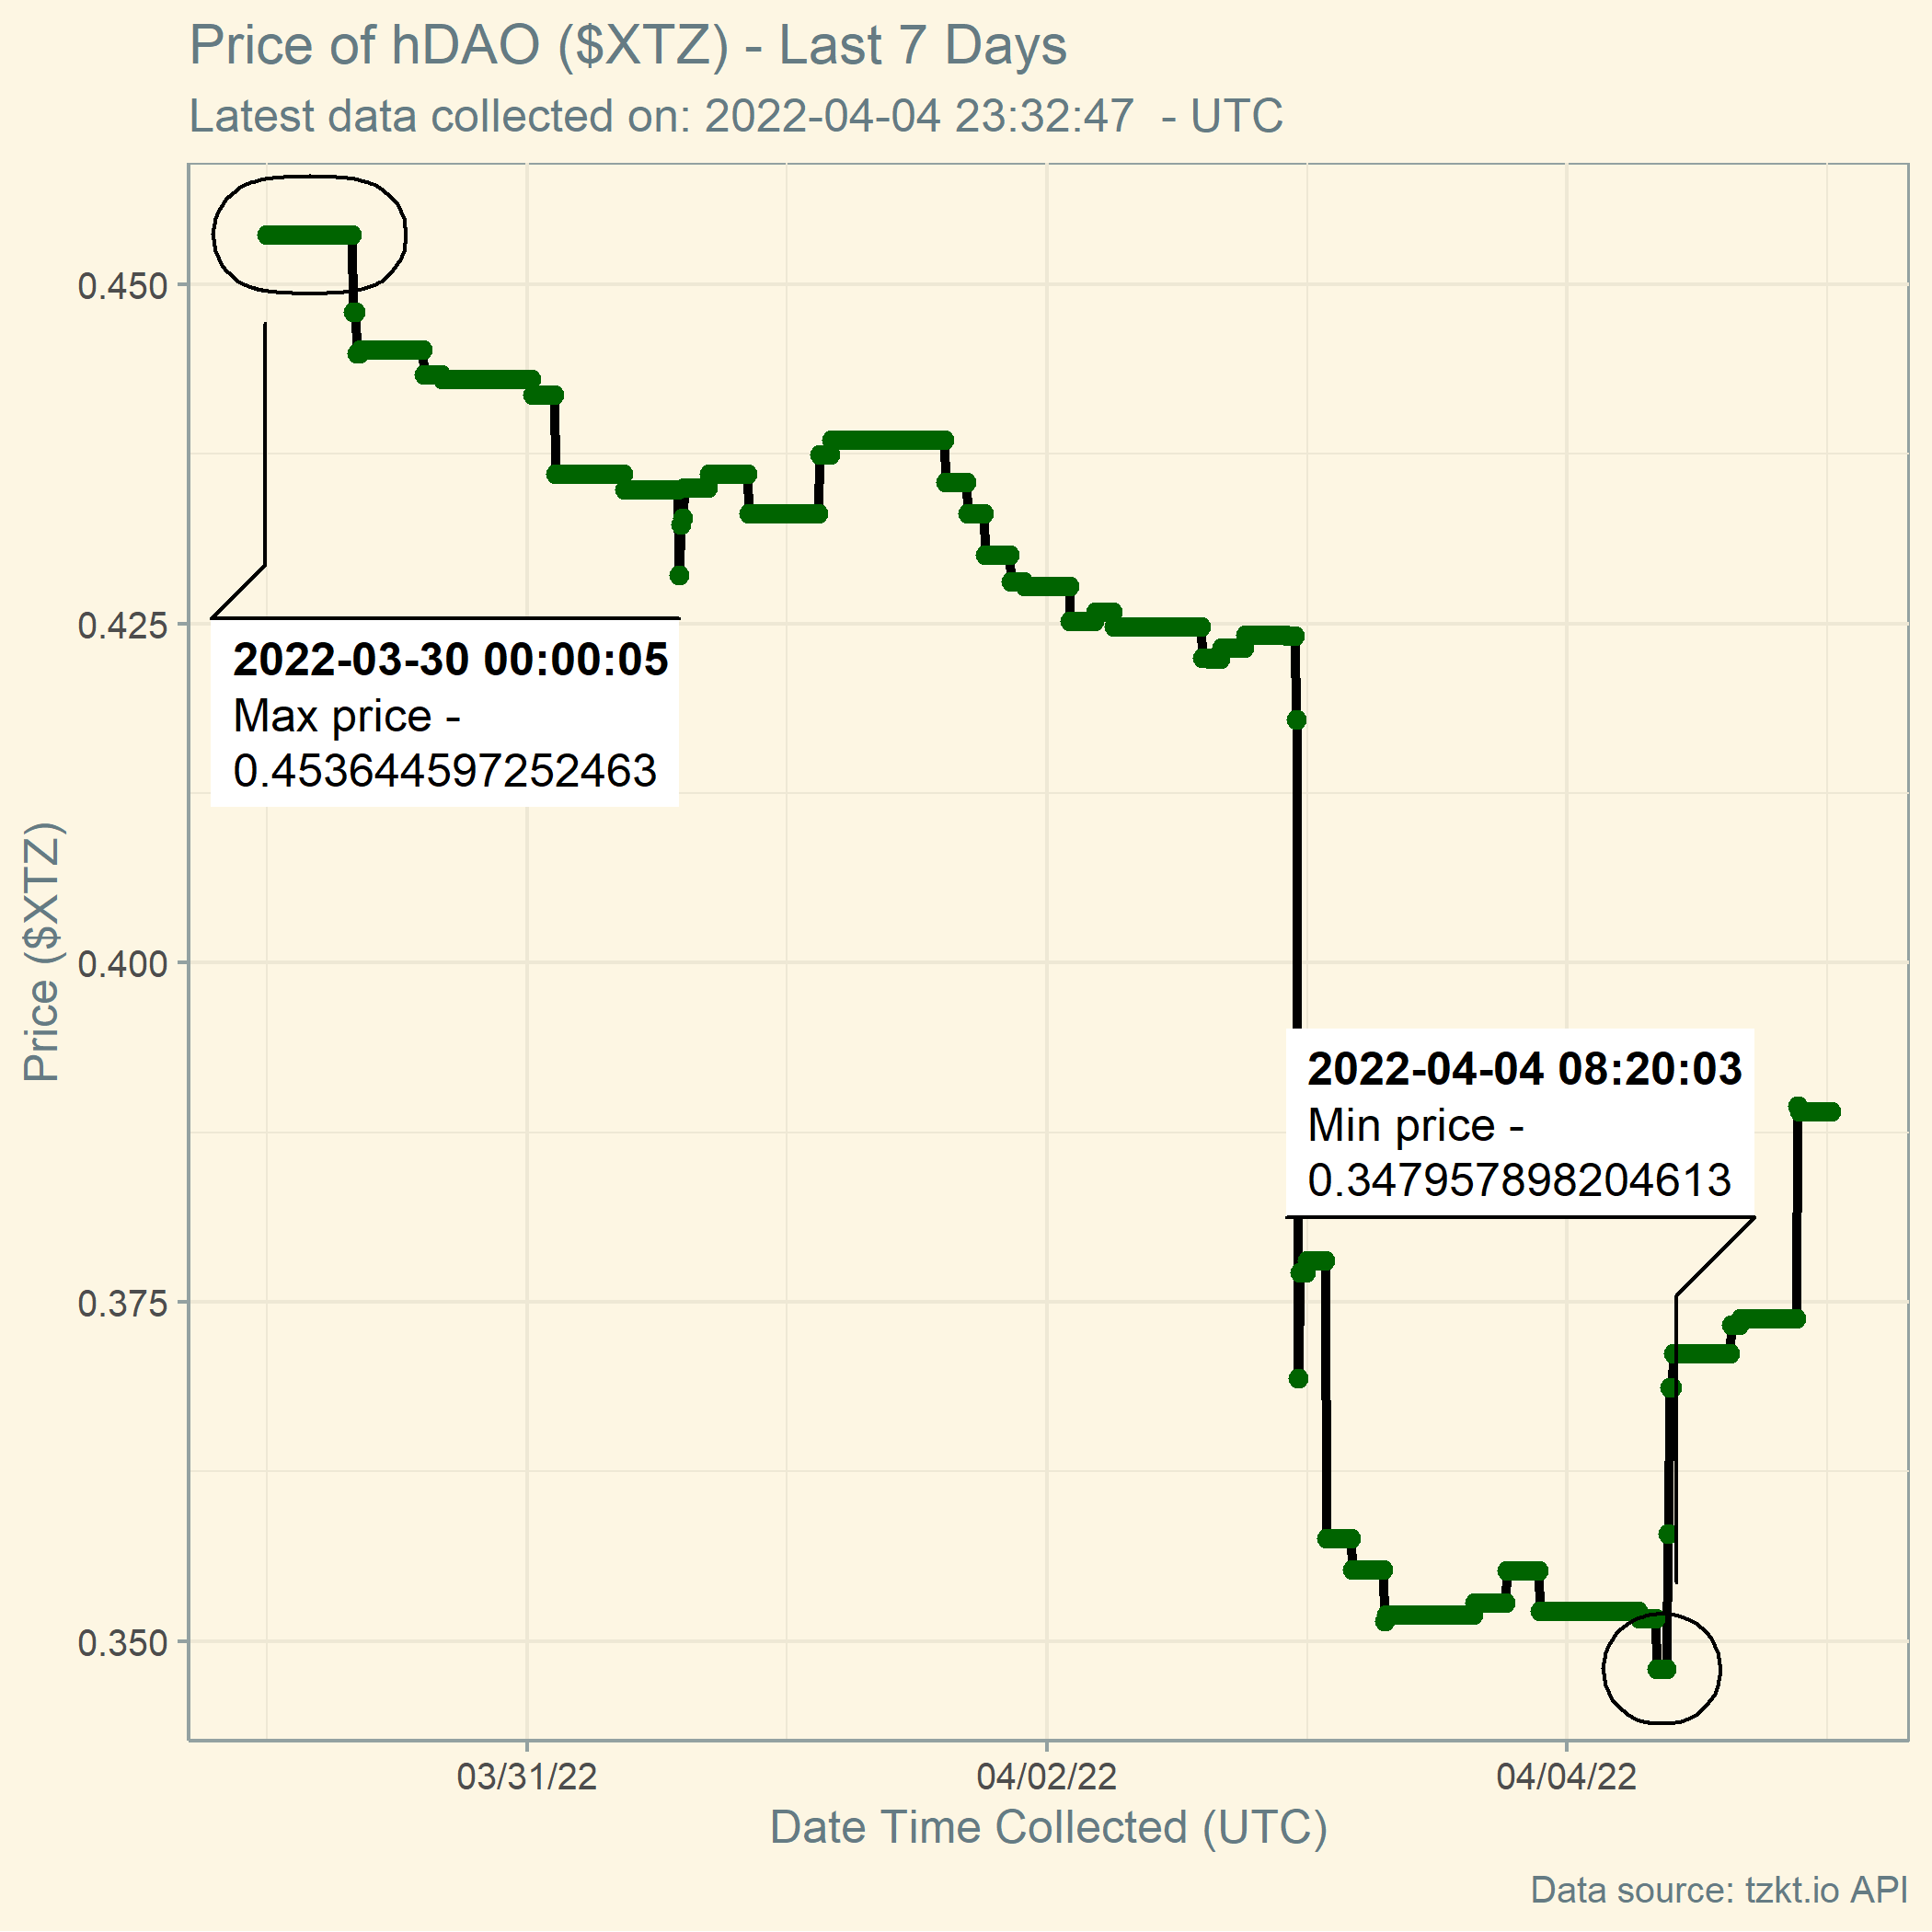 Price of hDAO ($XTZ) - Last 7 Days
Latest data collected on: 2022-04-04 23:32:47  - UTC
Price ($XTZ)
0.450
0.425
0.400
0.375
0.350
2022-03-30 00:00:05
Max price -
0.453644597252463
2022-04-04 08:20:03
Min price -
0.347957898204613
03/31/22
04/02/22
04/04/22
Date Time Collected (UTC)
Data source: tzkt.io API